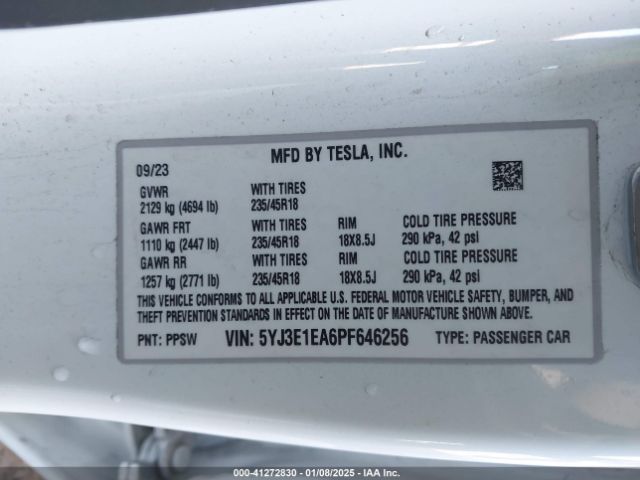 MFD BY TESLA, INC.
09/23
GVWR WITH TIRES
2129 kg (4694 lb) 235/45R18
GAWR FRT WITH TIRES RIM COLD TIRE PRESSURE
1110 kg (2447 lb) 235/45R18 18X8.5J 290 kPa, 42 psi
GAWR RR WITH TIRES RIM COLD TIRE PRESSURE
1257 kg (2771 lb) 235/45R18 18X8.5J 290 kPa, 42 psi
THIS VEHICLE CONFORMS TO ALL APPLICABLE U.S. FEDERAL MOTOR VEHICLE SAFETY, BUMPER, AND
THEFT PREVENTION STANDARDS IN EFFECT ON THE DATE OF MANUFACTURE SHOWN ABOVE.
PNT: PPSW VIN: 5YJ3E1EA6PF646256 TYPE: PASSENGER CAR
000-41272830 - 01/08/2025 - IAA Inc.